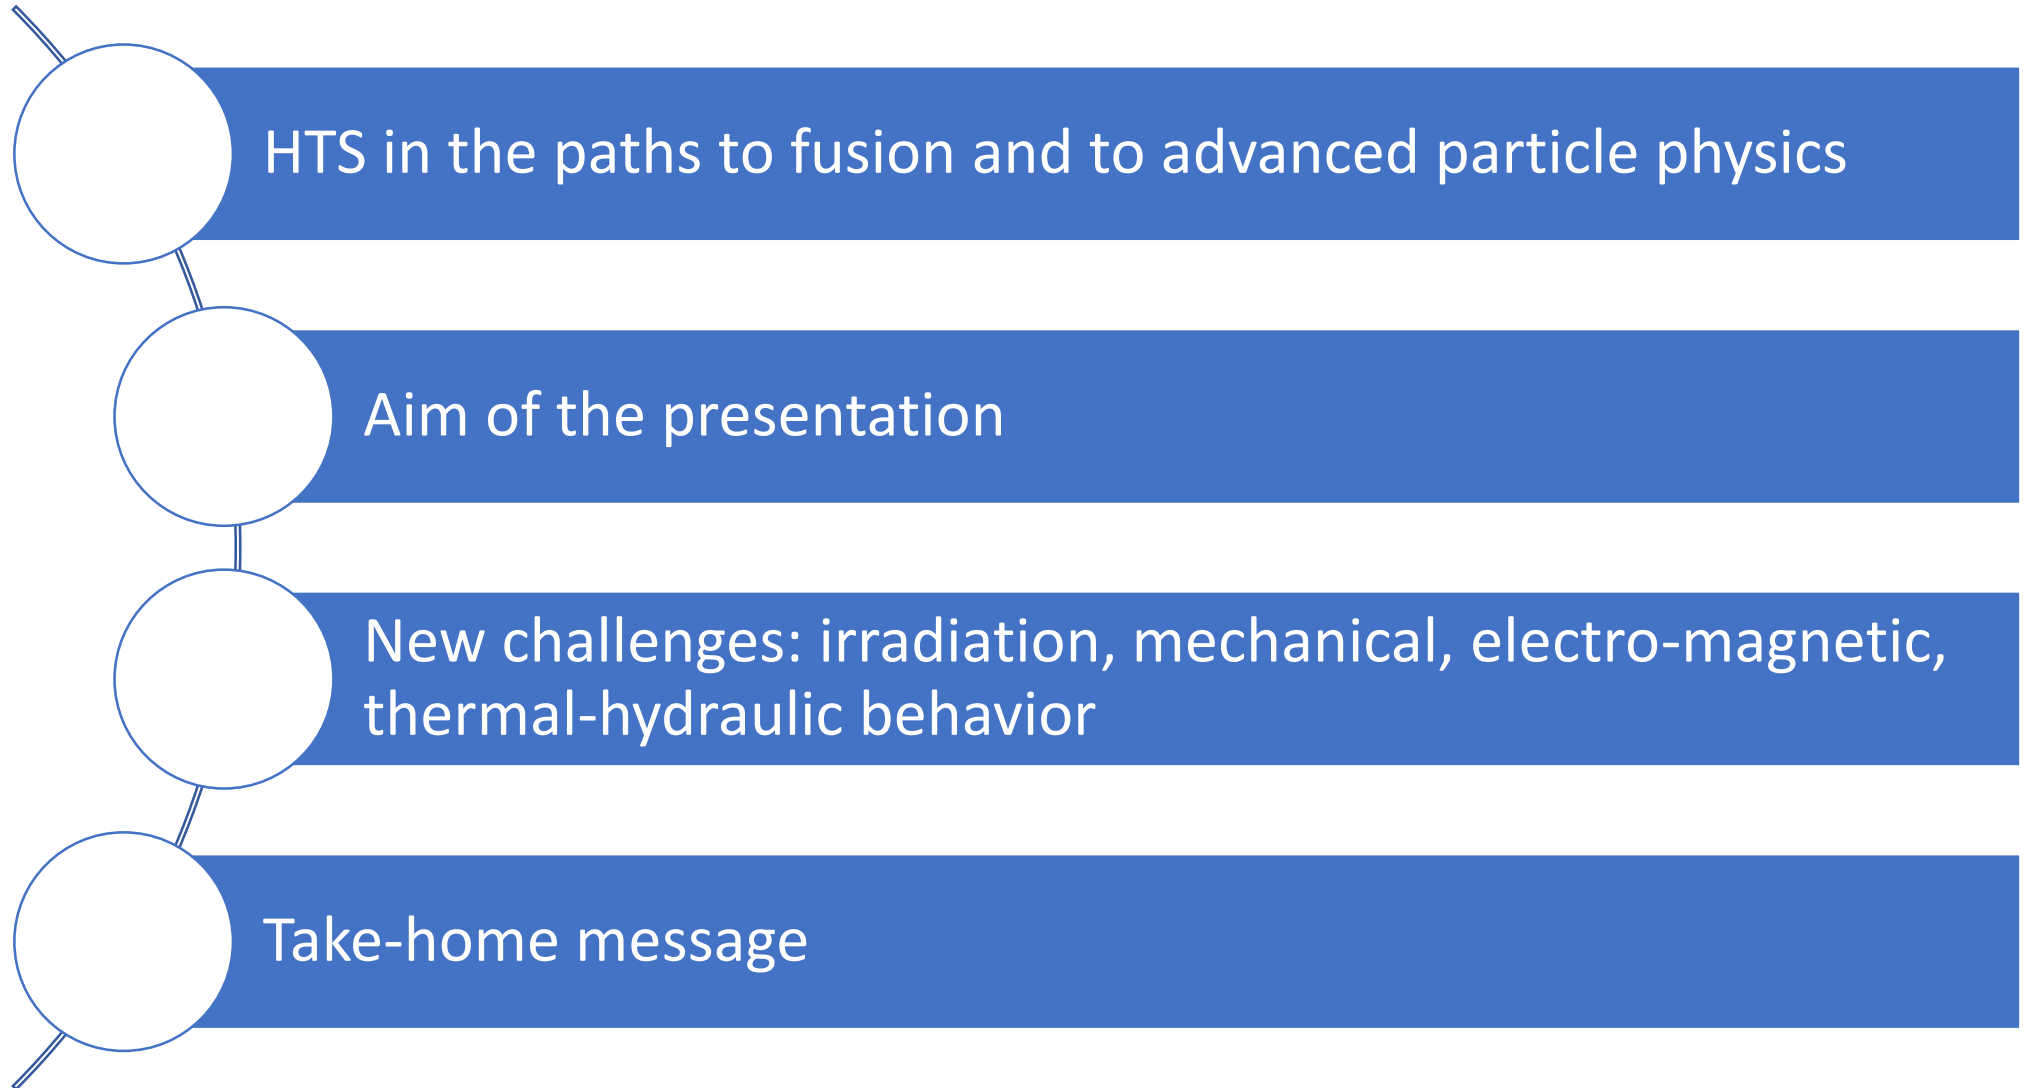 HTS in the paths to fusion and to advanced particle physics
Aim of the presentation
New challenges: irradiation, mechanical, electro-magnetic,
thermal-hydraulic behavior
Take-home message